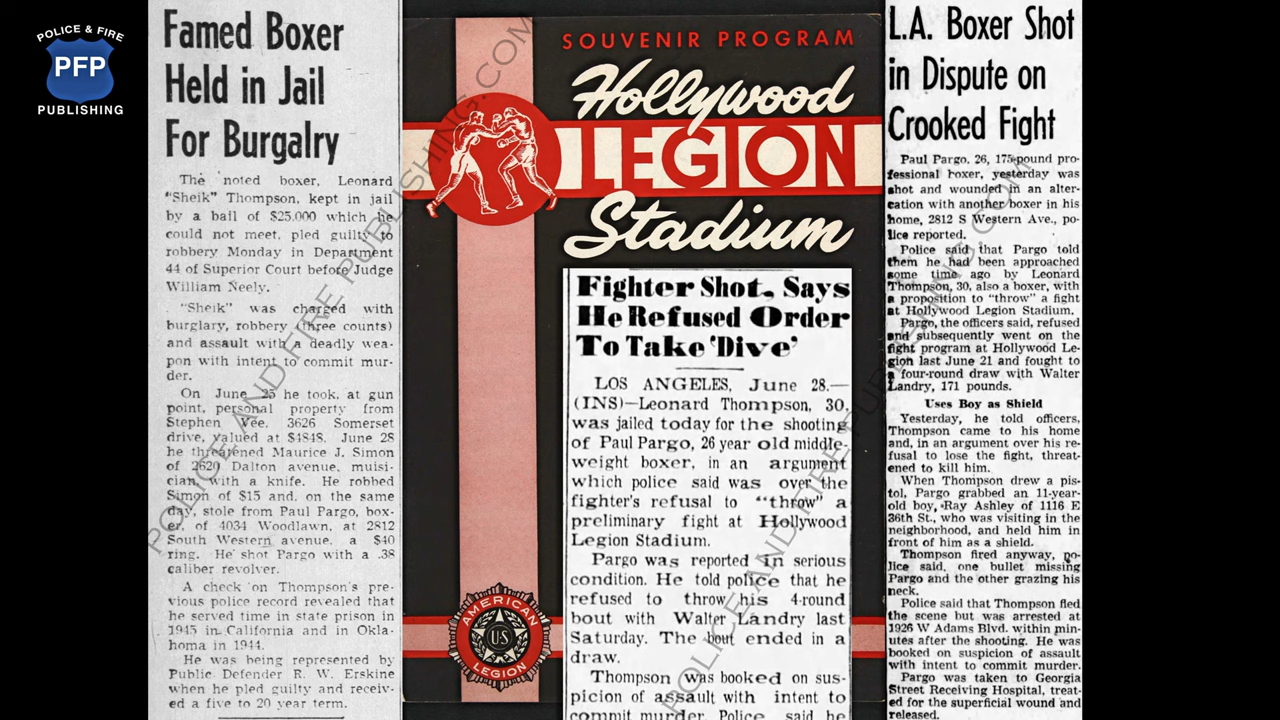 POLICE & FIRE
PFP
PUBLISHING
Famed Boxer
Held in Jail
For Burgalry
The noted boxer, Leonard
"Sheik" Thompson, kept in jail
by a bail of $25.000 which he
could not meet, pled guilty to
robbery Monday in Department
44 of Superior Court before Judge
William Neely.
"Sheik" was charged with
burglary, robbery (three counts)
and assault with a deadly wea-
pon with intent to commit mur-
der.
On June 25 he took, at gun
point, personal property from
Stephen Vee, 3626 Somerset
drive, valued at $1848. June 28
he threatened Maurice J. Simon
of 2620 Dalton avenue, muisi-
cian, with a knife. He robbed
Simon of $15 and, on the same
day, stole from Paul Pargo, box-
er, of 4034 Woodlawn, at 2812
South Western avenue, a $40
ring. He shot Pargo with a .38
caliber revolver.
A check on Thompson's pre-
vious police record revealed that
he served time in state prison in
1945 in California and in Okla-
homa in 1944.
He was being represented by
Public Defender R. W. Erskine
when he pled guilty and receiv-
ed a five to 20 year term.
SOUVENIR PROGRAM
Hollywood
LEGION
Stadium
AMERICAN
US
LEGION
Fighter Shot, Says
He Refused Order
To Take 'Dive'
LOS ANGELES, June 28.—
(INS)—Leonard Thompson, 30,
was jailed today for the shooting
of Paul Pargo, 26 year old middle-
weight boxer, in an argument
which police said was over the
fighter's refusal to "throw" a
preliminary fight at Hollywood
Legion Stadium.
Pargo was reported in serious
condition. He told police that he
refused to throw his 4-round
bout with Walter Landry last
Saturday. The bout ended in a
draw.
Thompson was booked on sus-
picion of assault with intent to
commit murder. Police said he
L.A. Boxer Shot
in Dispute on
Crooked Fight
Paul Pargo, 26, 175-pound pro-
fessional boxer, yesterday was
shot and wounded in an alter-
cation with another boxer in his
home, 2812 S Western Ave., po-
lice reported.
Police said that Pargo told
them he had been approached
some time ago by Leonard
Thompson, 30, also a boxer, with
a proposition to "throw" a fight
at Hollywood Legion Stadium.
Pargo, the officers said, refused
and subsequently went on the
fight program at Hollywood Le-
gion last June 21 and fought to
a four-round draw with Walter
Landry, 171 pounds.
Uses Boy as Shield
Yesterday, he told officers,
Thompson came to his home
and, in an argument over his re-
fusal to lose the fight, threat-
ened to kill him.
When Thompson drew a pis-
tol, Pargo grabbed an 11-year-
old boy, Ray Ashley of 1116 E
36th St., who was visiting in the
neighborhood, and held him in
front of him as a shield.
Thompson fired anyway, po-
lice said, one bullet missing
Pargo and the other grazing his
neck.
Police said that Thompson fled
the scene but was arrested at
1926 W Adams Blvd. within min-
utes after the shooting. He was
booked on suspicion of assault
with intent to commit murder.
Pargo was taken to Georgia
Street Receiving Hospital, treat-
ed for the superficial wound and
released.
POLICE AND FIRE PUBLISHING.COM
POLICE AND FIRE PUBLISHING.COM